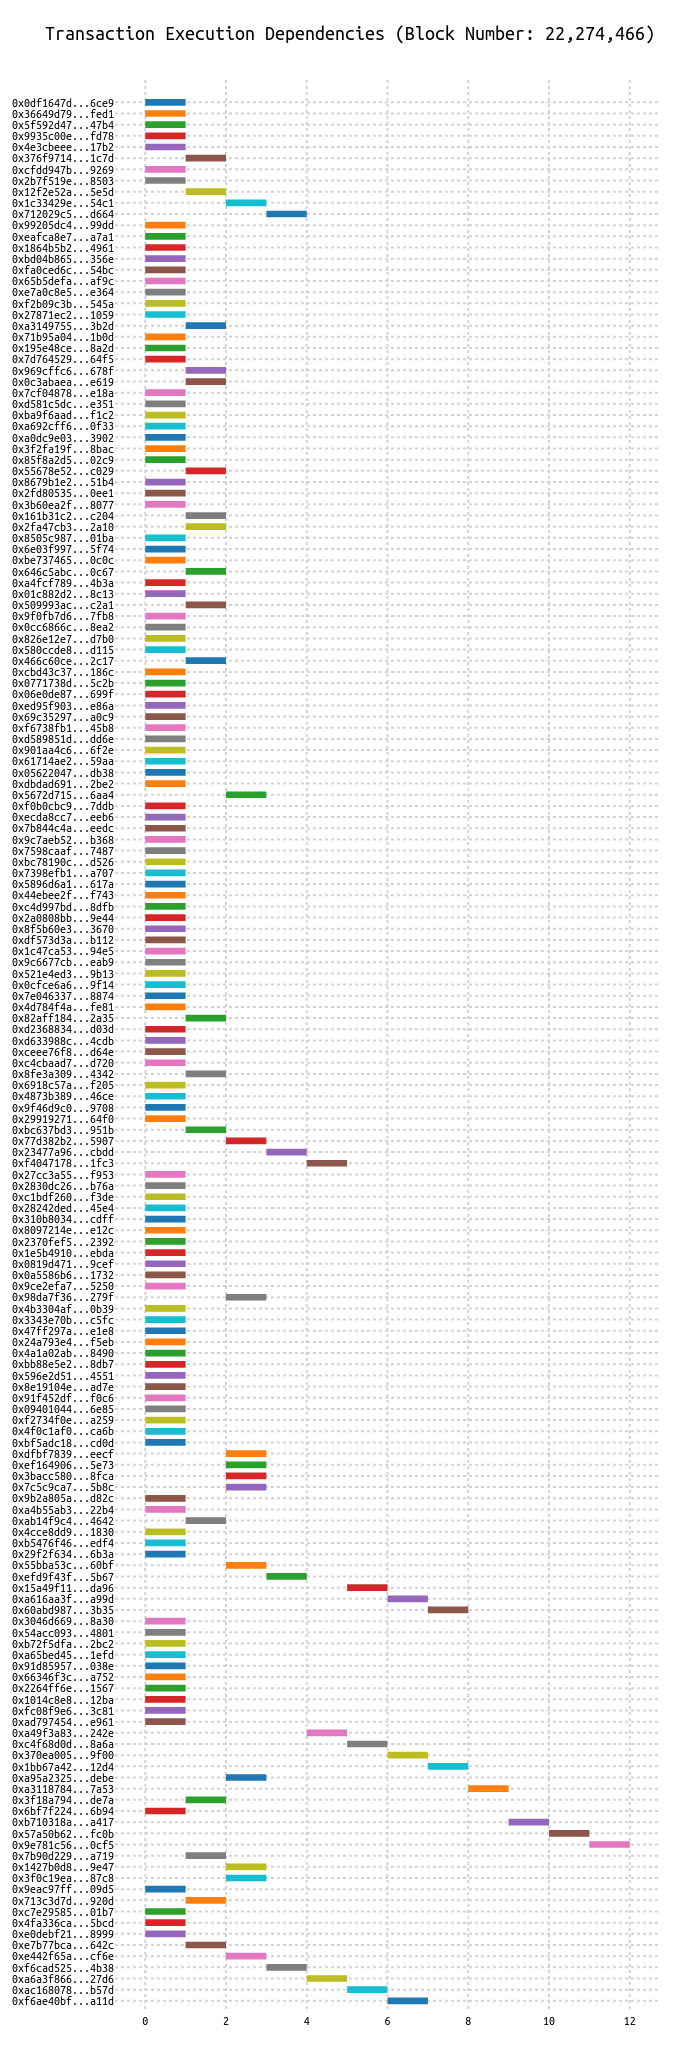 Transaction Execution Dependencies (Block Number: 22,274,466)
0x0df1647d...6ce9
0x36649d79...fed1
0x5f592d47...47b4
0x9935c00e...fd78
0x4e3cbeee...17b2
0x376f9714...1c7d
0xcfdd947b...9269
0x2b7f519e...8503
0x12f2e52a...5e5d
0x1c33429e...54c1
0x712029c5...d664
0x99205dc4...99dd
0xeafca8e7...a7a1
0x1864b5b2...4961
0xbd04b865...356e
0xfa0ced6c...54bc
0x65b5defa...af9c
0xe7a0c8e5...e364
0xf2b09c3b...545a
0x27871ec2...1059
0xa3149755...3b2d
0x71b95a04...1b0d
0x195e48ce...8a2d
0x7d764529...64f5
0x969cffc6...678f
0x0c3abaea...e619
0x7cf04878...e18a
0xd581c5dc...e351
0xba9f6aad...f1c2
0xa692cff6...0f33
0xa0dc9e03...3902
0x3f2fa19f...8bac
0x85f8a2d5...02c9
0x55678e52...c029
0x8679b1e2...51b4
0x2fd80535...0ee1
0x3b60ea2f...8077
0x161b31c2...c204
0x2fa47cb3...2a10
0x8505c987...01ba
0x6e03f997...5f74
0xbe737465...0c0c
0x646c5abc...0c67
0xa4fcf789...4b3a
0x01c882d2...8c13
0x509993ac...c2a1
0x9f0fb7d6...7fb8
0x0cc6866c...8ea2
0x826e12e7...d7b0
0x580ccde8...d115
0x466c60ce...2c17
0xcbd43c37...186c
0x0771738d...5c2b
0x06e0de87...699f
0xed95f903...e86a
0x69c35297...a0c9
0xf6738fb1...45b8
0xd589851d...dd6e
0x901aa4c6...6f2e
0x61714ae2...59aa
0x05622047...db38
0xdbdad691...2be2
0x5672d715...6aa4
0xf0b0cbc9...7ddb
0xecda8cc7...eeb6
0x7b844c4a...eedc
0x9c7aeb52...b368
0x7598caaf...7487
0xbc78190c...d526
0x7398efb1...a707
0x5896d6a1...617a
0x44ebee2f...f743
0xc4d997bd...8dfb
0x2a0808bb...9e44
0x8f5b60e3...3670
0xdf573d3a...b112
0x1c47ca53...94e5
0x9c6677cb...eab9
0x521e4ed3...9b13
0x0cfce6a6...9f14
0x7e046337...8874
0x4d784f4a...fe81
0x82aff184...2a35
0xd2368834...d03d
0xd633988c...4cdb
0xceee76f8...d64e
0xc4cbaad7...d720
0x8fe3a309...4342
0x6918c57a...f205
0x4873b389...46ce
0x9f46d9c0...9708
0x29919271...64f0
0xbc637bd3...951b
0x77d382b2...5907
0x23477a96...cbdd
0xf4047178...1fc3
0x27cc3a55...f953
0x2830dc26...b76a
0xc1bdf260...f3de
0x28242ded...45e4
0x310b8034...cdff
0x8097214e...e12c
0x2370fef5...2392
0x1e5b4910...ebda
0x0819d471...9cef
0x0a5586b6...1732
0x9ce2efa7...5250
0x98da7f36...279f
0x4b3304af...0b39
0x3343e70b...c5fc
0x47ff297a...e1e8
0x24a793e4...f5eb
0x4a1a02ab...8490
0xbb88e5e2...8db7
0x596e2d51...4551
0x8e19104e...ad7e
0x91f452df...f0c6
0x09401044...6e85
0xf2734f0e...a259
0x4f0c1af0...ca6b
0xbf5adc18...cd0d
0xdfbf7839...eecf
0xef164906...5e73
0x3bacc580...8fca
0x7c5c9ca7...5b8c
0x9b2a805a...d82c
0xa4b55ab3...22b4
0xab14f9c4...4642
0x4cce8dd9...1830
0xb5476f46...edf4
0x29f2f634...6b3a
0x55bba53c...60bf
0xefd9f43f...5b67
0x15a49f11...da96
0xa616aa3f...a99d
0x60abd987...3b35
0x3046d669...8a30
0x54acc093...4801
0xb72f5dfa...2bc2
0xa65bed45...1efd
0x91d85957...038e
0x66346f3c...a752
0x2264ff6e...1567
0x1014c8e8...12ba
0xfc08f9e6...3c81
0xad797454...e961
0xa49f3a83...242e
0xc4f68d0d...8a6a
0x370ea005...9f00
0x1bb67a42...12d4
0xa95a2325...debe
0xa3118784...7a53
0x3f18a794...de7a
0x6bf7f224...6b94
0xb710318a...a417
0x57a50b62...fc0b
0x9e781c56...0cf5
0x7b90d229...a719
0x1427b0d8...9e47
0x3f0c19ea...87c8
0x9eac97ff...09d5
0x713c3d7d...920d
0xc7e29585...01b7
0x4fa336ca...5bcd
0xe0debf21...8999
0xe7b77bca...642c
0xe442f65a...cf6e
0xf6cad525...4b38
0xa6a3f866...27d6
0xac168078...b57d
0xf6ae40bf...a11d
0 2 4 6 8 10 12